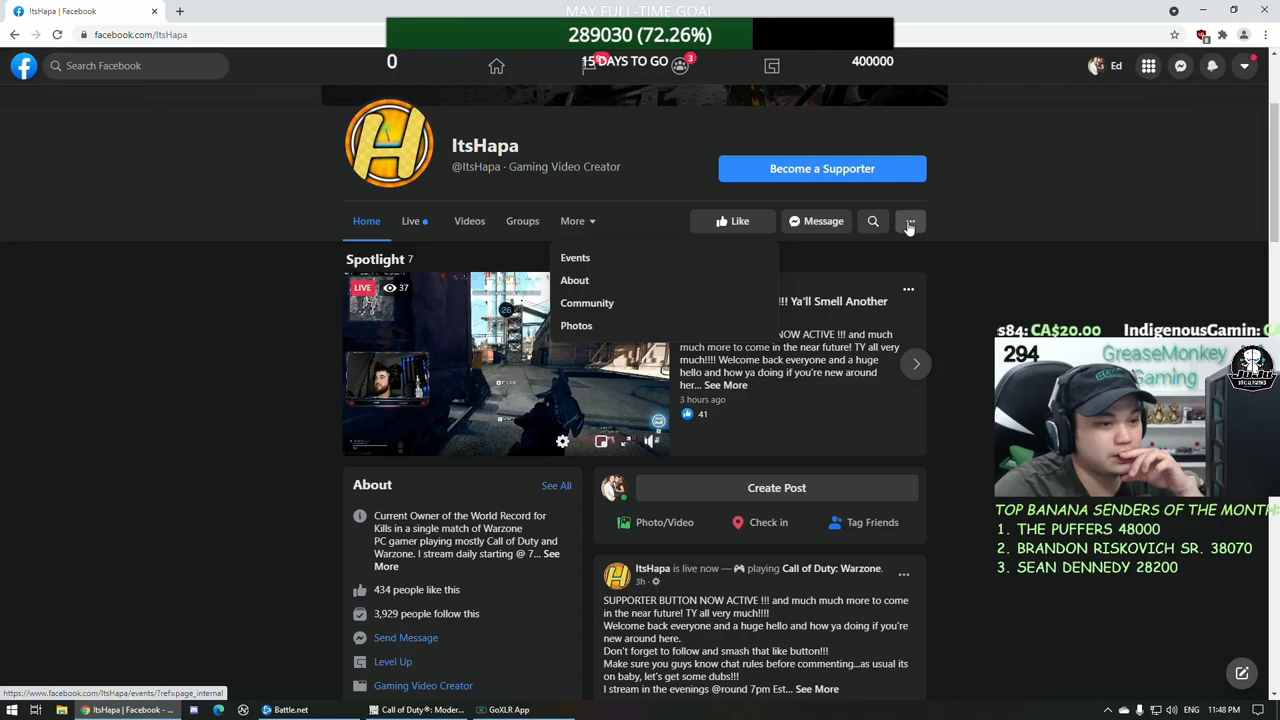 ItsHapa | Facebook
MAY FULL-TIME GOAL
289030 (72.26%)
facebook.com/ItsHapa
0
15 DAYS TO GO
400000
Search Facebook
3
Ed
ItsHapa
@ItsHapa · Gaming Video Creator
Become a Supporter
Home
Live
Videos
Groups
More
Like
Message
Events
About
Community
Photos
Spotlight 7
LIVE
37
28
!!! Ya'll Smell Another
NOW ACTIVE !!! and much
much more to come in the near future! TY all very
much!!!! Welcome back everyone and a huge
hello and how ya doing if you're new around
her... See More
3 hours ago
41
s84: CA$20.00 IndigenousGamin: C
294
GreaseMonkey
Gaming
About
See All
Current Owner of the World Record for
Kills in a single match of Warzone
PC gamer playing mostly Call of Duty and
Warzone. I stream daily starting @ 7... See
More
434 people like this
3,929 people follow this
Send Message
Level Up
Gaming Video Creator
Create Post
Photo/Video
Check in
Tag Friends
ItsHapa is live now — playing Call of Duty: Warzone.
3h ·
SUPPORTER BUTTON NOW ACTIVE !!! and much much more to come
in the near future! TY all very much!!!!
Welcome back everyone and a huge hello and how ya doing if you're
new around here.
Don't forget to follow and smash that like button!!!
Make sure you guys know chat rules before commenting...as usual its
on baby, let's get some dubs!!!
I stream in the evenings @round 7pm Est... See More
TOP BANANA SENDERS OF THE MONTH:
1. THE PUFFERS 48000
2. BRANDON RISKOVICH SR. 38070
3. SEAN DENNEDY 28200
https://www.facebook.com/ItsHapa/events/?ref=page_internal
ItsHapa | Facebook - ...
Battle.net
Call of Duty®: Moder...
GoXLR App
ENG
11:48 PM